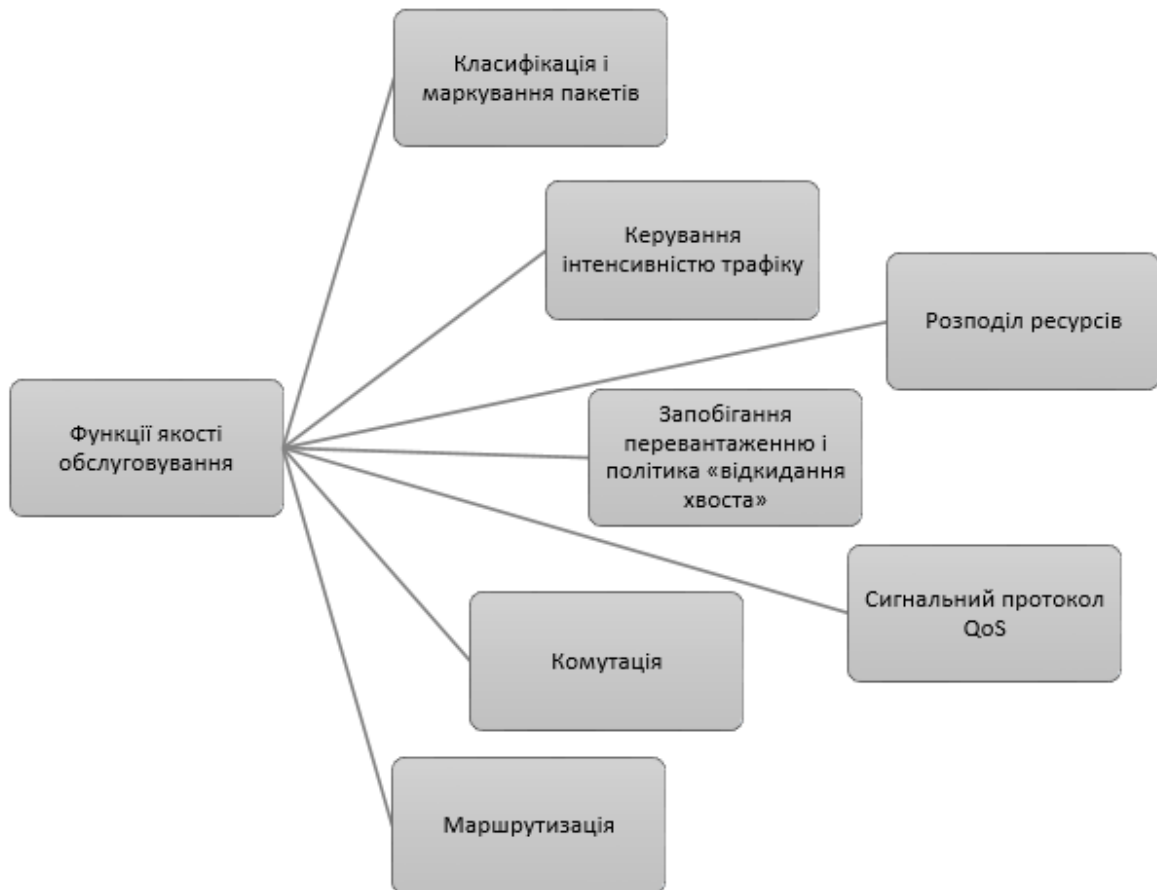 Класифікація і
маркування пакетів
Керування
інтенсивністю трафіку
Розподіл ресурсів
Функції якості
обслуговування
Запобігання
перевантаженню і
політика «відкидання
хвоста»
Сигнальний протокол
QoS
Комутація
Маршрутизація